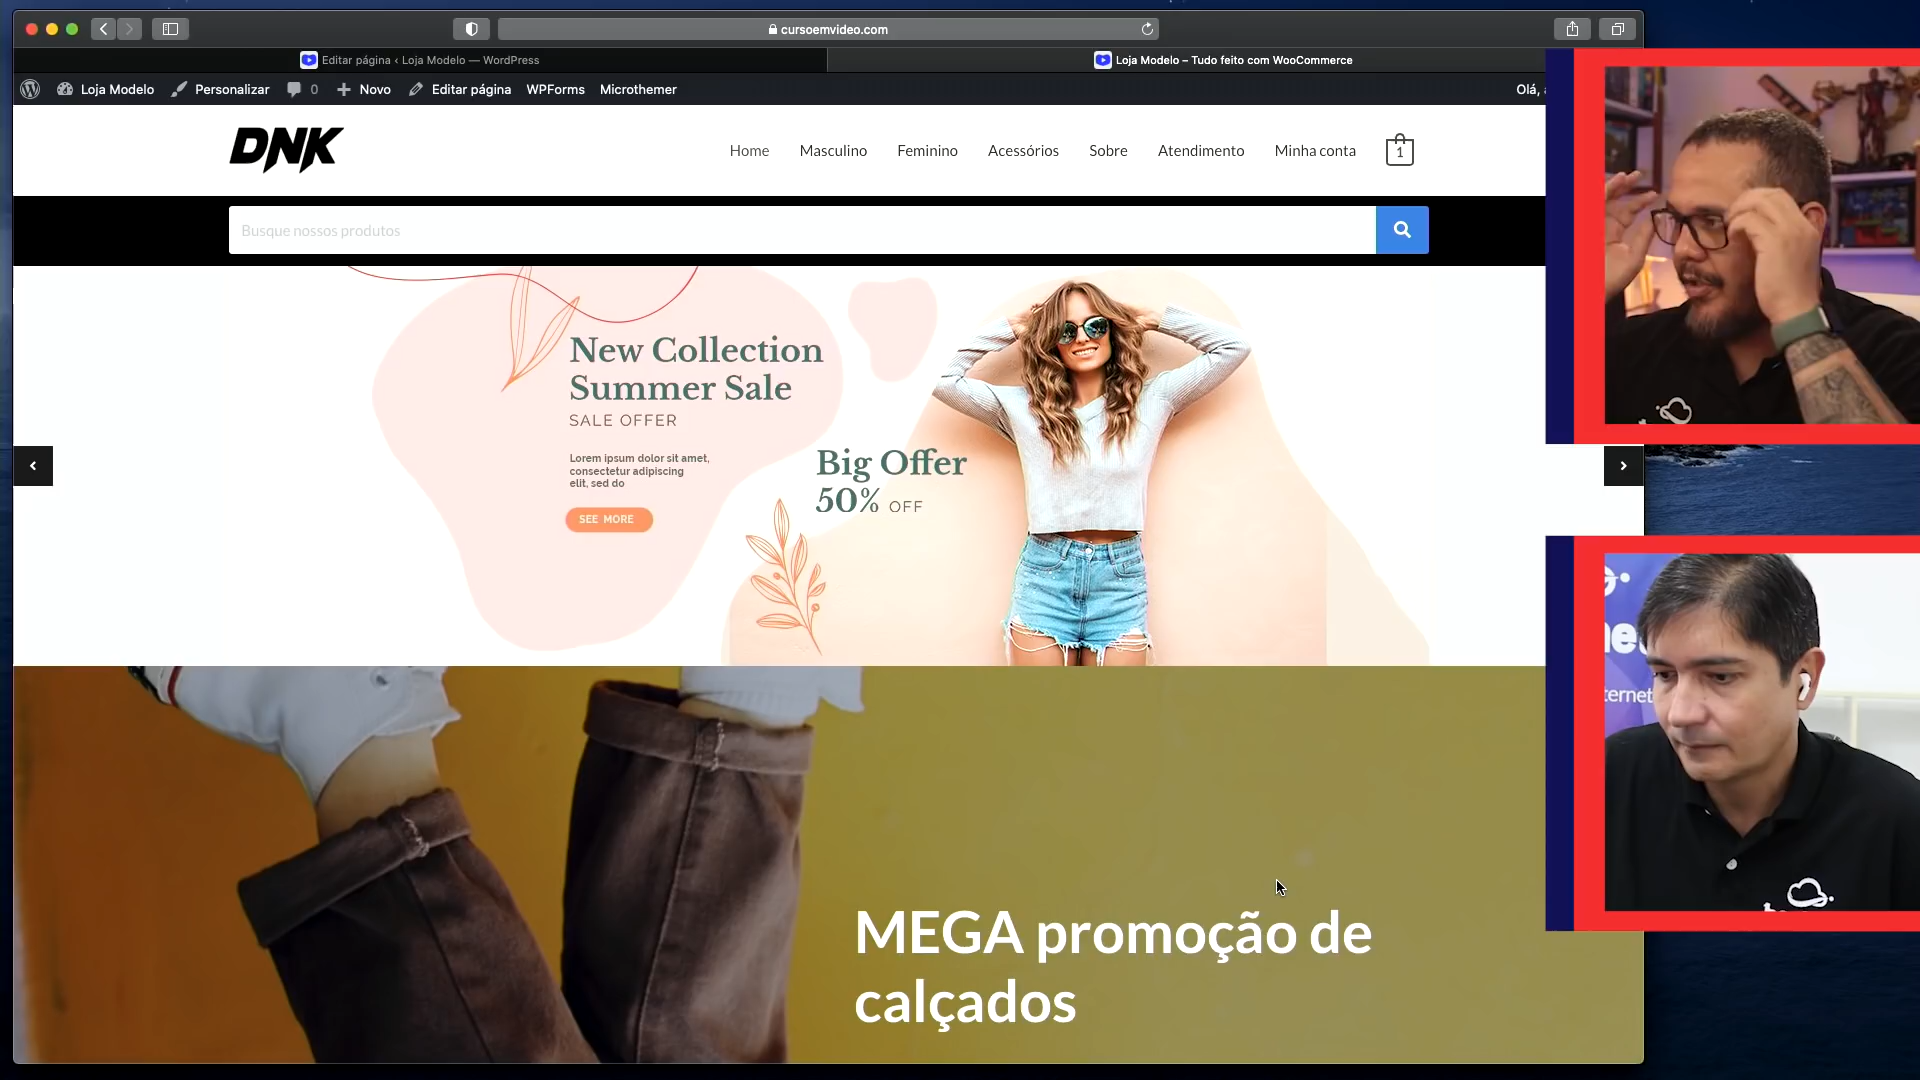 cursoemvideo.com
Editar página ‹ Loja Modelo — WordPress
Loja Modelo – Tudo feito com WooCommerce
Loja Modelo
Personalizar
0
Novo
Editar página
WPForms
Microthemer
Olá,
DNK
Home
Masculino
Feminino
Acessórios
Sobre
Atendimento
Minha conta
1
Busque nossos produtos
New Collection
Summer Sale
SALE OFFER
Lorem ipsum dolor sit amet,
consectetur adipiscing
elit, sed do
SEE MORE
Big Offer
50% OFF
MEGA promoção de
calçados